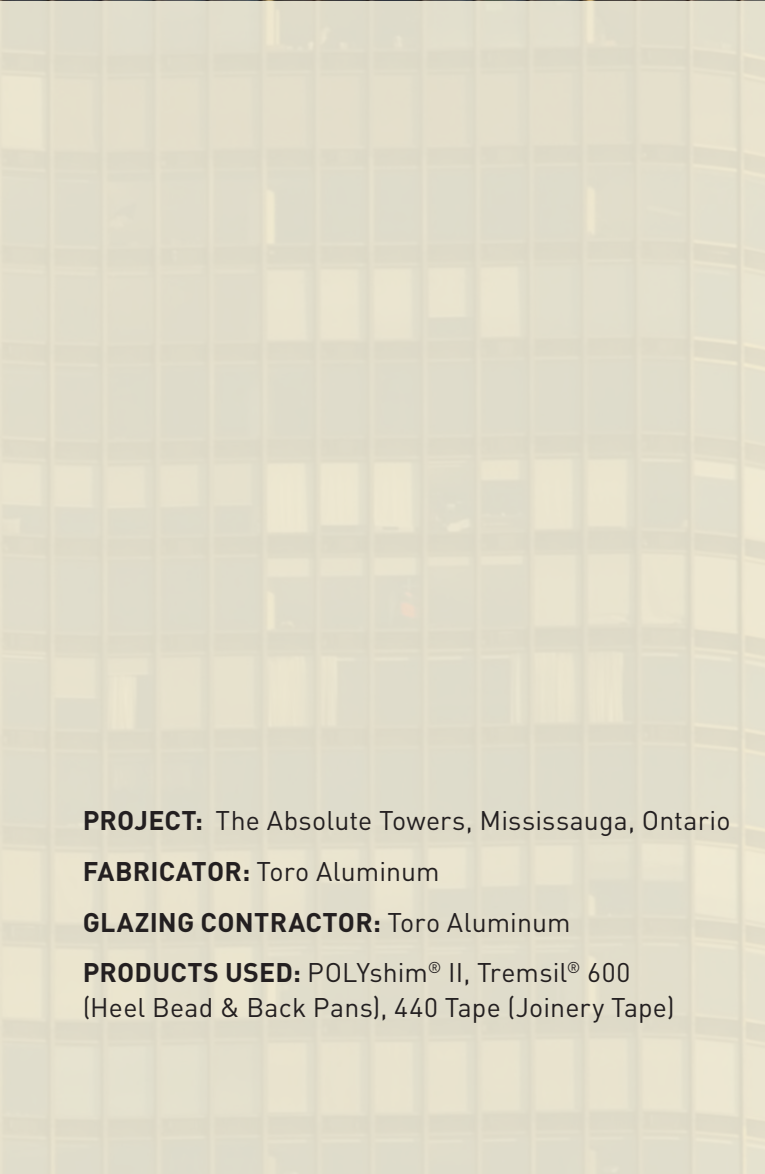 PROJECT: The Absolute Towers, Mississauga, Ontario
FABRICATOR: Toro Aluminum
GLAZING CONTRACTOR: Toro Aluminum
PRODUCTS USED: POLYshim® II, Tremsil® 600
(Heel Bead & Back Pans), 440 Tape (Joinery Tape)